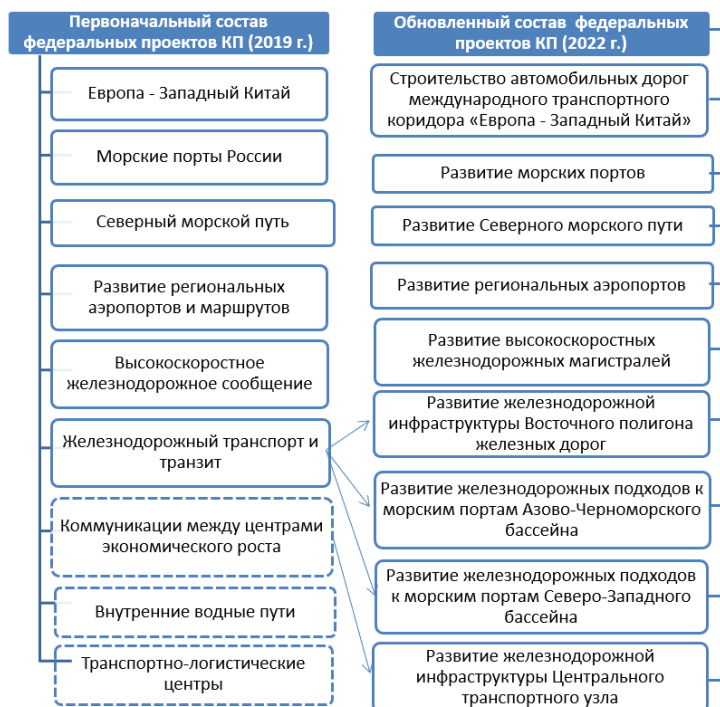 Первоначальный состав
федеральных проектов КП (2019 г.)
Европа - Западный Китай
Морские порты России
Северный морской путь
Развитие региональных
аэропортов и маршрутов
Высокоскоростное
железнодорожное сообщение
Железнодорожный транспорт и
транзит
Коммуникации между центрами
экономического роста
Внутренние водные пути
Транспортно-логистические
центры
Обновленный состав федеральных
проектов КП (2022 г.)
Строительство автомобильных дорог
международного транспортного
коридора «Европа - Западный Китай»
Развитие морских портов
Развитие Северного морского пути
Развитие региональных аэропортов
Развитие высокоскоростных
железнодорожных магистралей
Развитие железнодорожной
инфраструктуры Восточного полигона
железных дорог
Развитие железнодорожных подходов к
морским портам Азово-Черноморского
бассейна
Развитие железнодорожных подходов
к морским портам Северо-Западного
бассейна
Развитие железнодорожной
инфраструктуры Центрального
транспортного узла